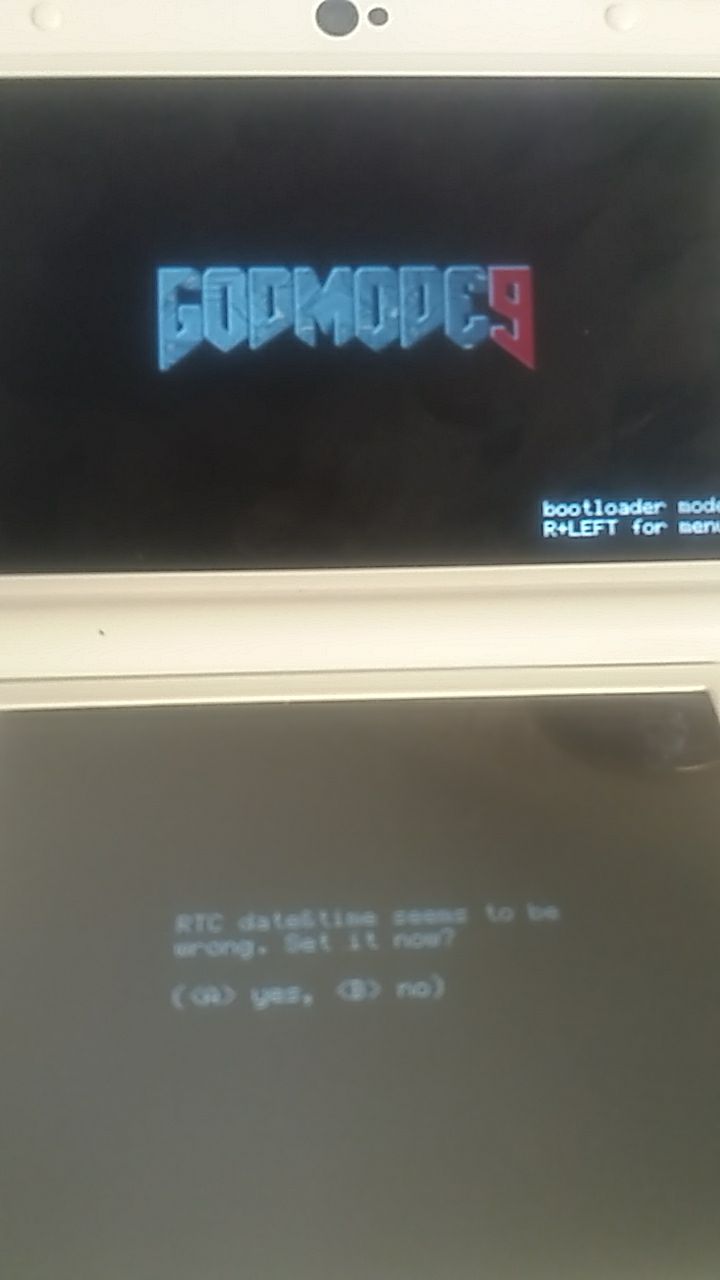 GODMODE9
bootloader mode
R+LEFT for menu
RTC date&time seems to be
wrong. Set it now?
(<A> yes, <B> no)